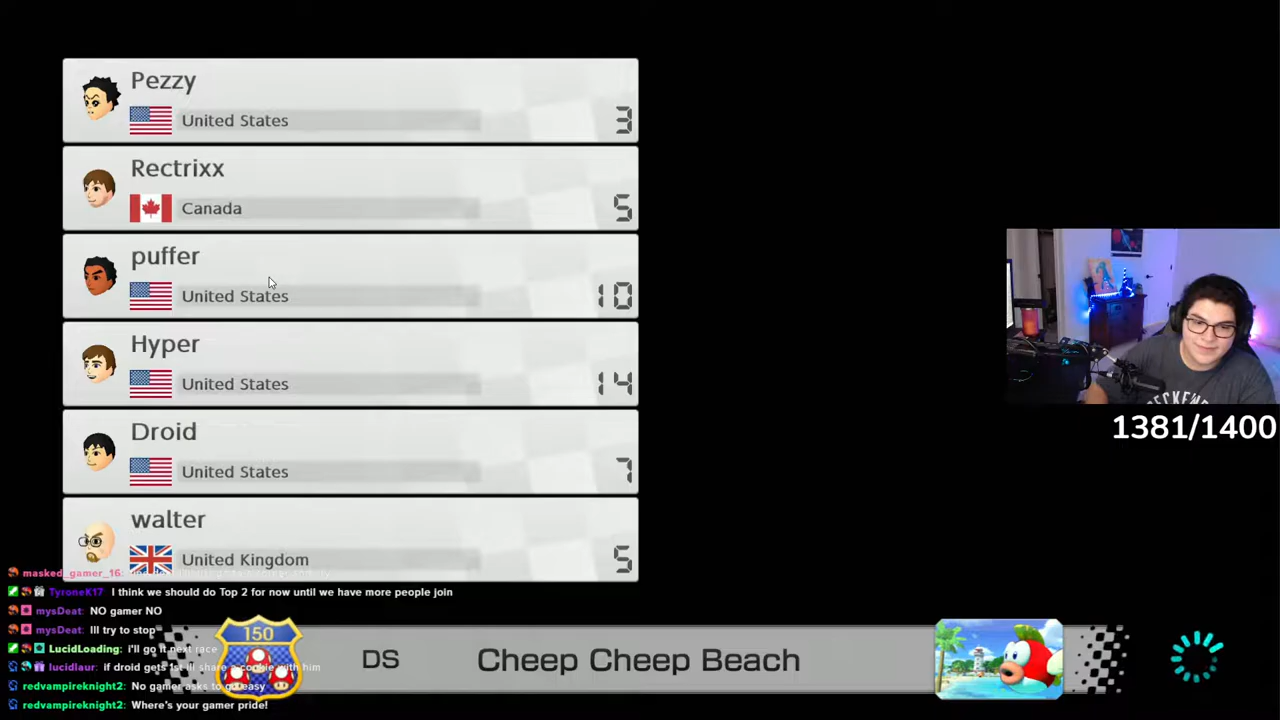 Pezzy
United States
3
Rectrixx
Canada
5
puffer
United States
10
Hyper
United States
14
Droid
United States
7
walter
United Kingdom
5
1381/1400
masked_gamer_16:
TyroneK17: I think we should do Top 2 for now until we have more people join
mysDeat: NO gamer NO
mysDeat: Ill try to stop
LucidLoading: i'll go it next race
lucidlaur: if droid gets 1st ill share a cookie with him
redvampireknight2: No gamer asks to go easy
redvampireknight2: Where's your gamer pride!
150
DS
Cheep Cheep Beach